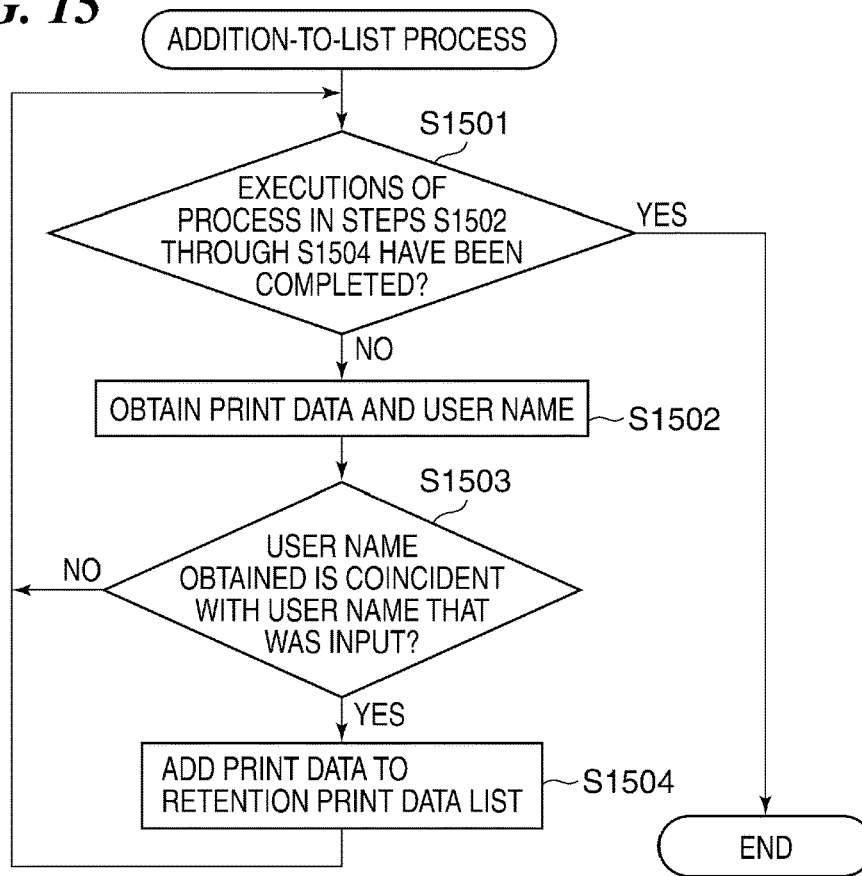 G. 15
ADDITION-TO-LIST PROCESS
S1501
EXECUTIONS OF
PROCESS IN STEPS S1502
THROUGH S1504 HAVE BEEN
COMPLETED?
YES
NO
OBTAIN PRINT DATA AND USER NAME
S1502
S1503
USER NAME
OBTAINED IS COINCIDENT
WITH USER NAME THAT
WAS INPUT?
NO
YES
ADD PRINT DATA TO
RETENTION PRINT DATA LIST
S1504
END